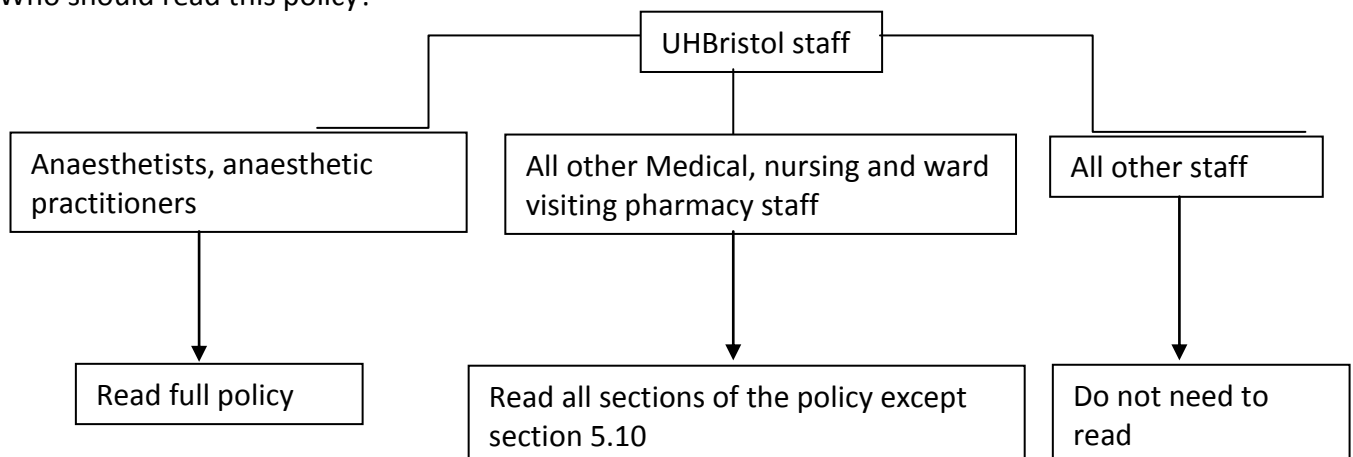 Who should read this policy?
UHBristol staff
Anaesthetists, anaesthetic
practitioners
All other Medical, nursing and ward
visiting pharmacy staff
All other staff
Read full policy
Read all sections of the policy except
section 5.10
Do not need to
read